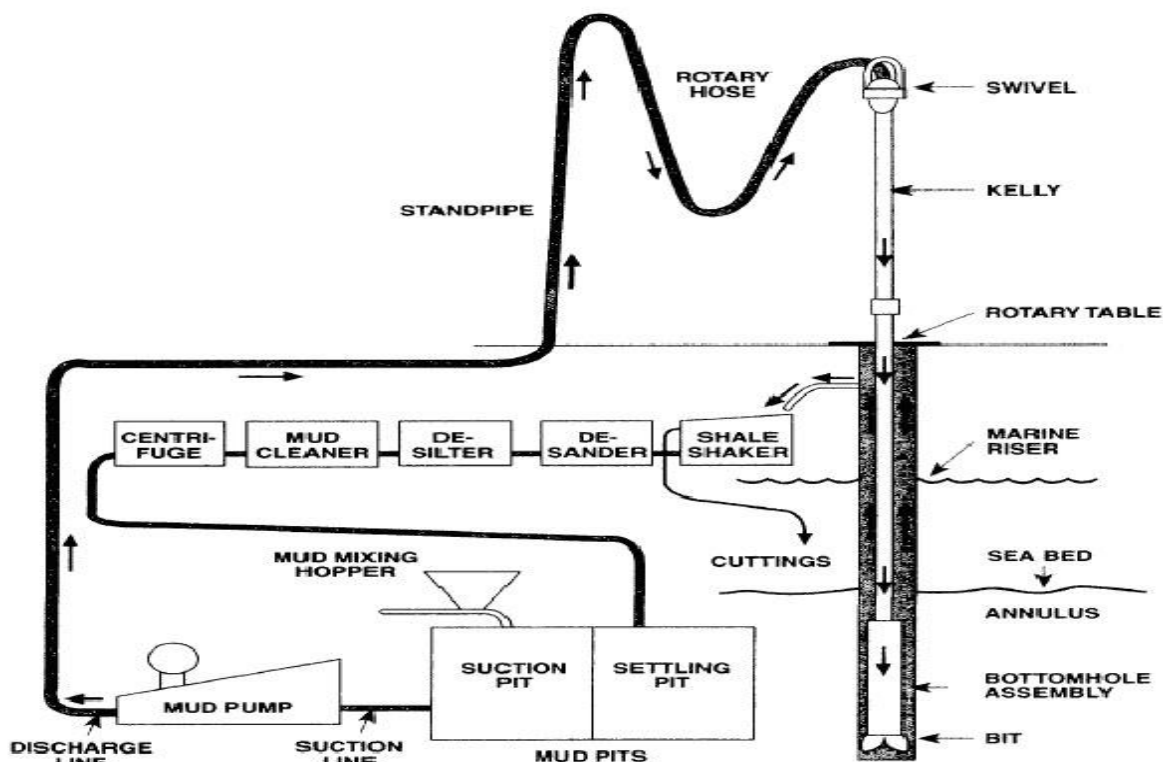 ROTARY
HOSE
SWIVEL
KELLY
STANDPIPE
ROTARY TABLE
CENTRI-
FUGE
MUD
CLEANER
DE-
SILTER
DE-
SANDER
SHALE
SHAKER
MARINE
RISER
MUD MIXING
HOPPER
CUTTINGS
SEA BED
ANNULUS
SUCTION
PIT
SETTLING
PIT
BOTTOMHOLE
ASSEMBLY
MUD PUMP
BIT
DISCHARGE
LINE
SUCTION
LINE
MUD PITS